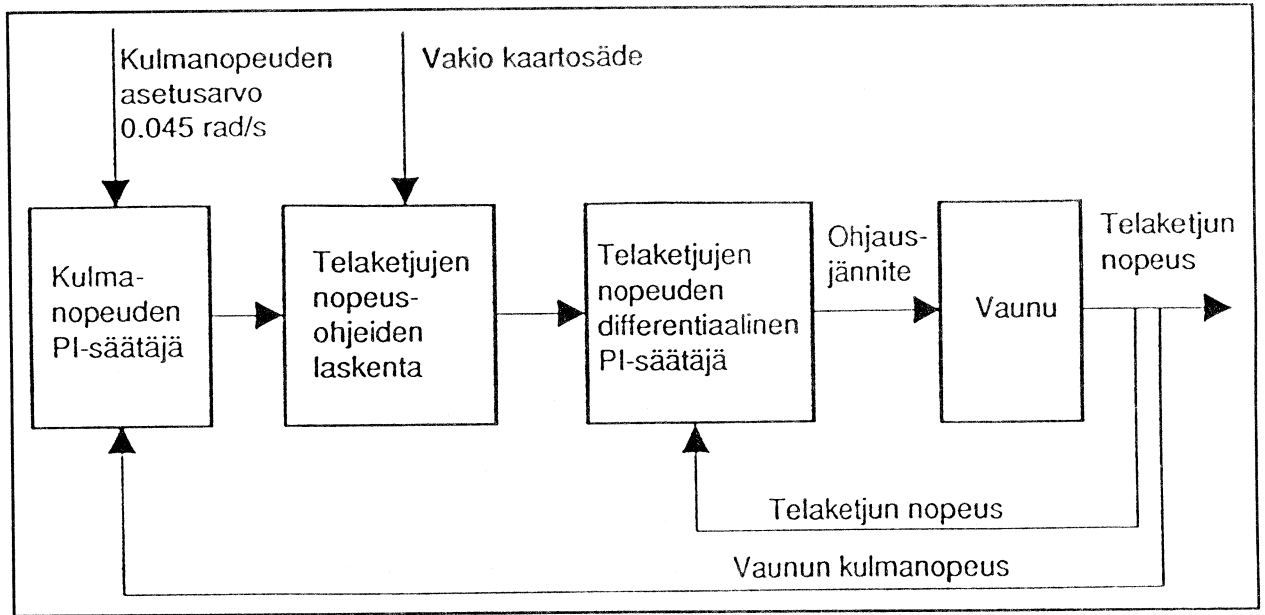 Kulmanopeuden
asetusarvo
0.045 rad/s
Vakio kaartosäde
Kulma-
nopeuden
PI-säätäjä
Telaketjujen
nopeus-
ohjeiden
laskenta
Telaketjujen
nopeuden
differentiaalinen
PI-säätäjä
Ohjaus-
jännite
Vaunu
Telaketjun
nopeus
Telaketjun nopeus
Vaunun kulmanopeus